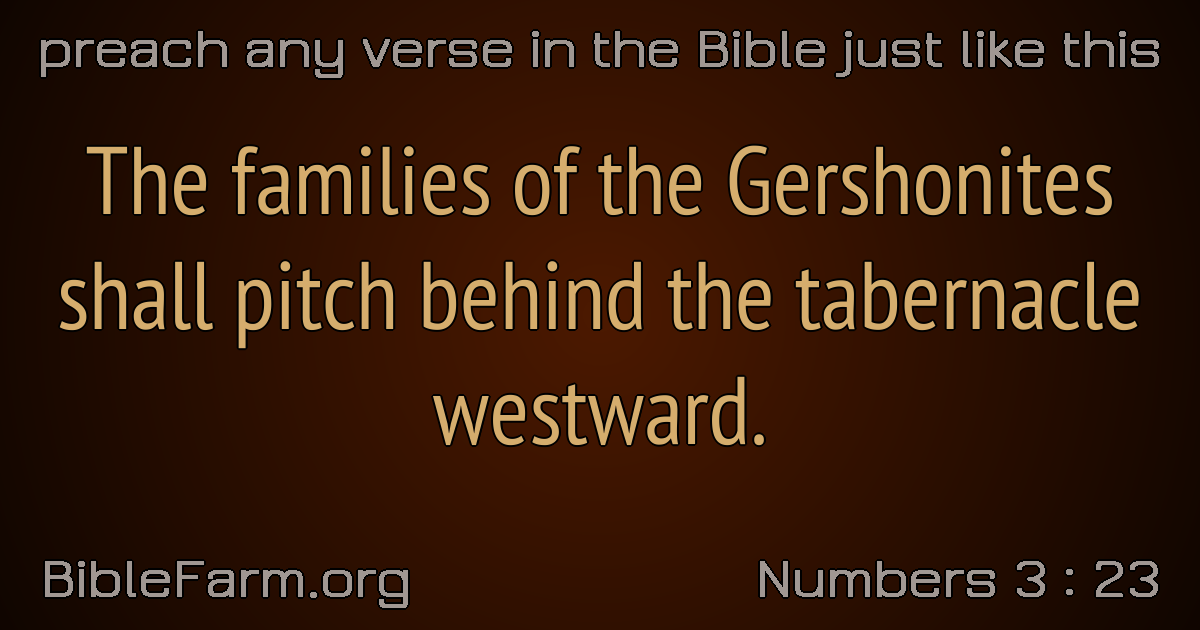 preach any verse in the Bible just like this
The families of the Gershonites
shall pitch behind the tabernacle
westward.
BibleFarm.org
Numbers 3 : 23